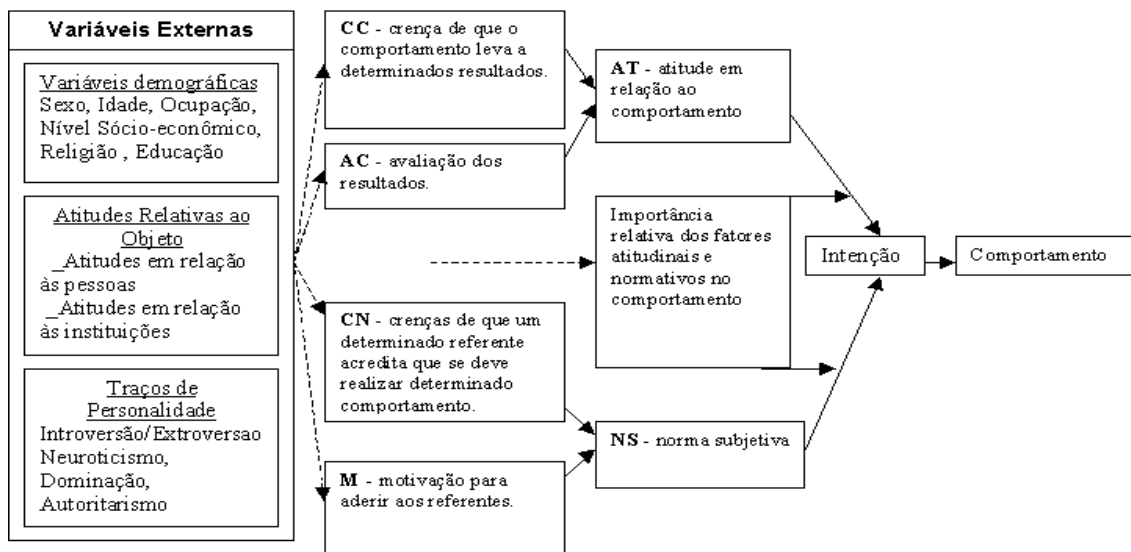 Variáveis Externas
Variáveis demográficas
Sexo, Idade, Ocupação,
Nível Sócio-econômico,
Religião , Educação
Atitudes Relativas ao
Objeto
_Atitudes em relação
às pessoas
_Atitudes em relação
às instituições
Traços de
Personalidade
Introversão/Extroversao
Neuroticismo,
Dominação,
Autoritarismo
CC - crença de que o
comportamento leva a
determinados resultados.
AC - avaliação dos
resultados.
CN - crenças de que um
determinado referente
acredita que se deve
realizar determinado
comportamento.
M - motivação para
aderir aos referentes.
AT - atitude em
relação ao
comportamento
Importância
relativa dos fatores
atitudinais e
normativos no
comportamento
NS - norma subjetiva
Intenção
Comportamento